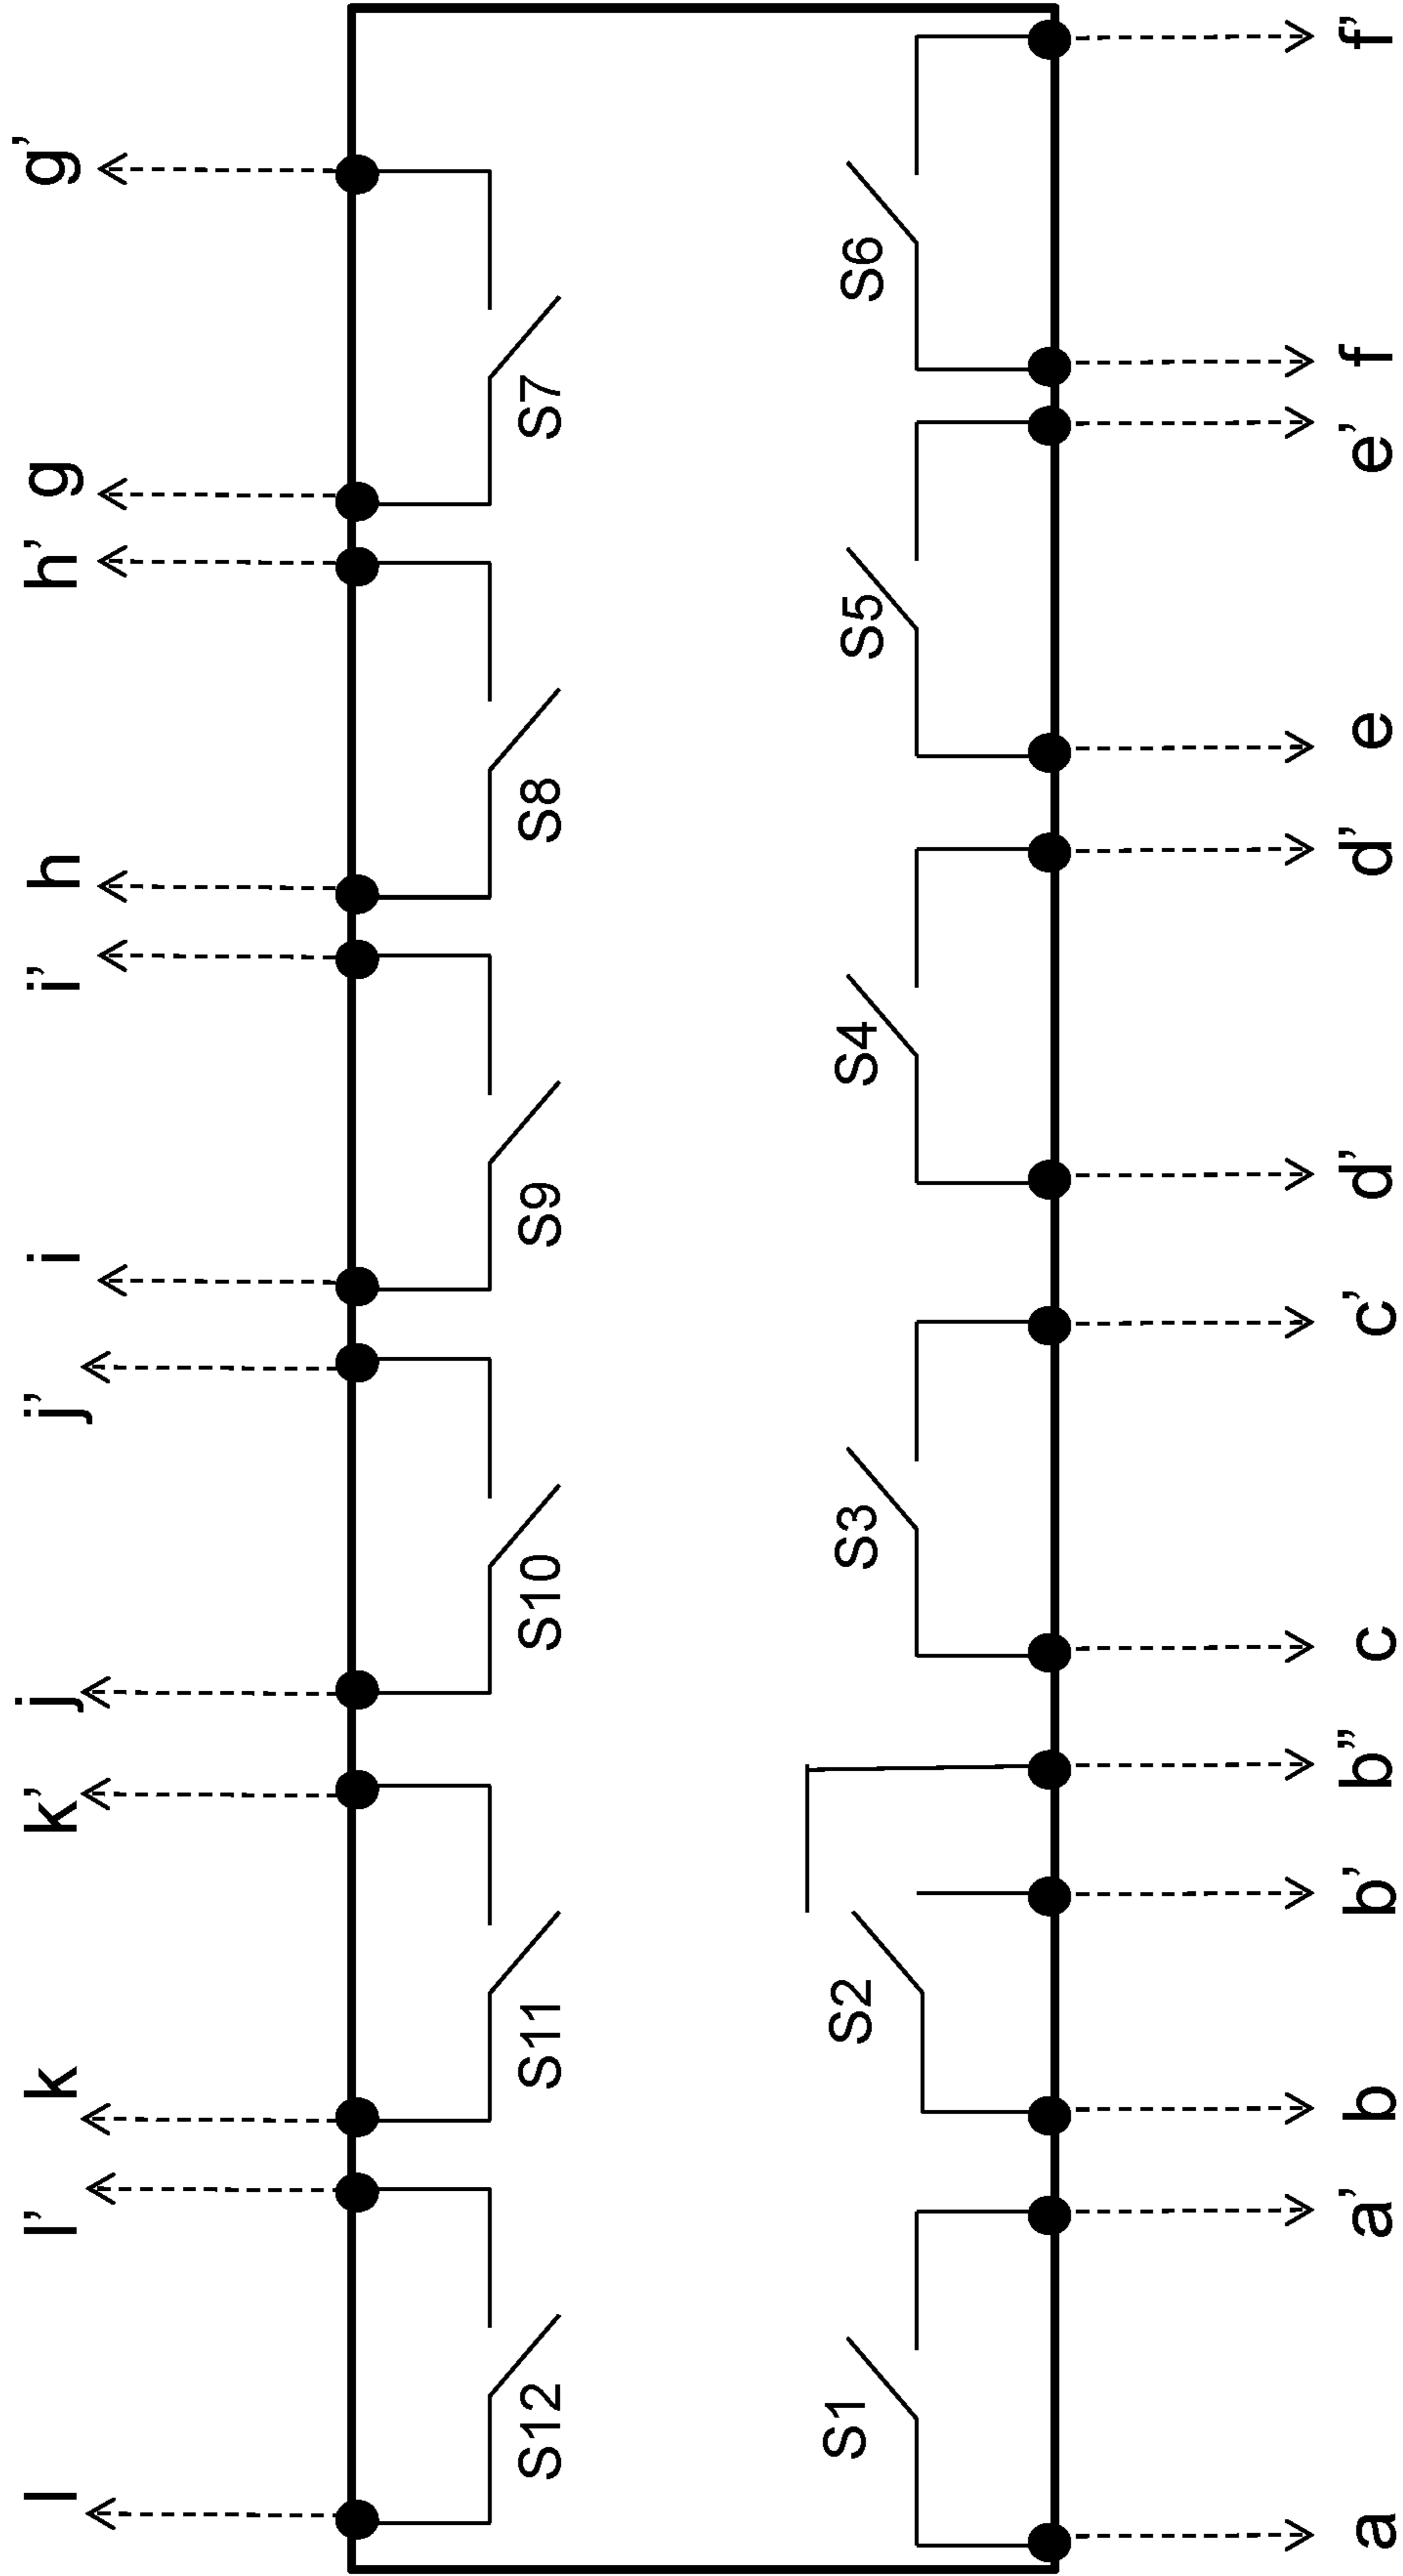 l l’ k k’ j j’ i i’ h h’ g g’
S12 S11 S10 S9 S8 S7
S1 S2 S3 S4 S5 S6
a a’ b b’ b” c c’ d’ d’ e e’ f f’